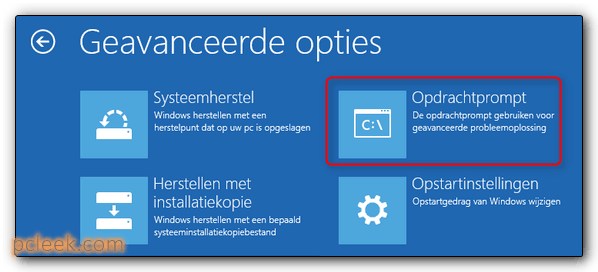 Geavanceerde opties
Systeemherstel
Windows herstellen met een
herstelpunt dat op uw pc is opgeslagen
C:\
Opdrachtprompt
De opdrachtprompt gebruiken voor
geavanceerde probleemoplossing
Herstellen met
installatiekopie
Windows herstellen met een bepaald
systeeminstallatiekopiebestand
Opstartinstellingen
Opstartgedrag van Windows wijzigen
pcleek.com